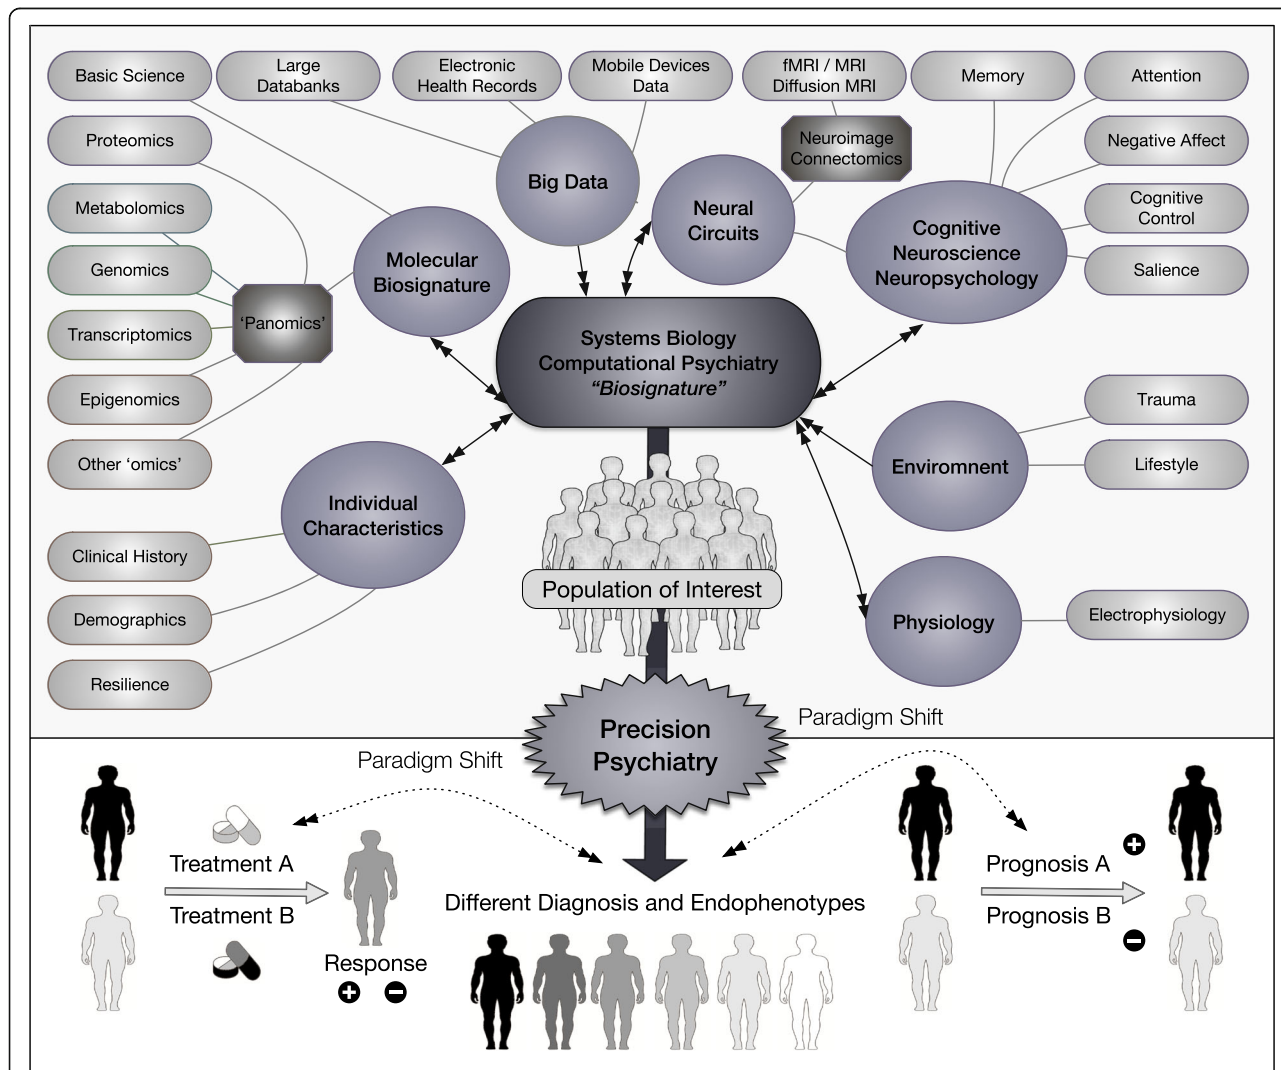 Basic Science
Large
Databanks
Electronic
Health Records
Mobile Devices
Data
fMRI / MRI
Diffusion MRI
Memory
Attention
Proteomics
Metabolomics
Genomics
Transcriptomics
Epigenomics
Other ‘omics’
‘Panomics’
Molecular
Biosignature
Big Data
Neural
Circuits
Neuroimage
Connectomics
Cognitive
Neuroscience
Neuropsychology
Negative Affect
Cognitive
Control
Salience
Systems Biology
Computational Psychiatry
“Biosignature”
Individual
Characteristics
Clinical History
Demographics
Resilience
Enviromnent
Trauma
Lifestyle
Physiology
Electrophysiology
Population of Interest
Precision
Psychiatry
Paradigm Shift
Paradigm Shift
Treatment A
Treatment B
Response
+ −
Different Diagnosis and Endophenotypes
Prognosis A +
Prognosis B
−